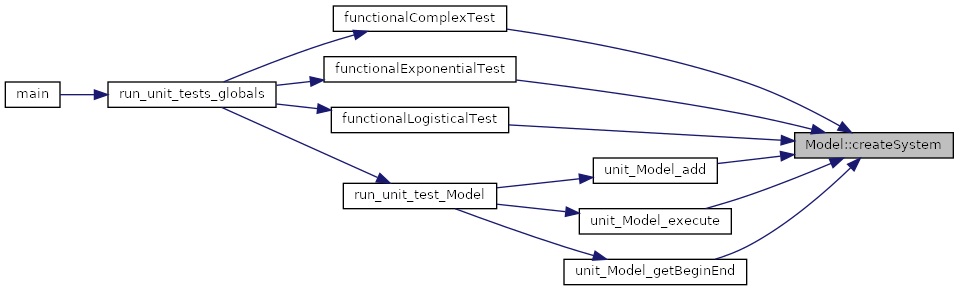 functionalComplexTest
functionalExponentialTest
main
run_unit_tests_globals
functionalLogisticalTest
Model::createSystem
unit_Model_add
run_unit_test_Model
unit_Model_execute
unit_Model_getBeginEnd